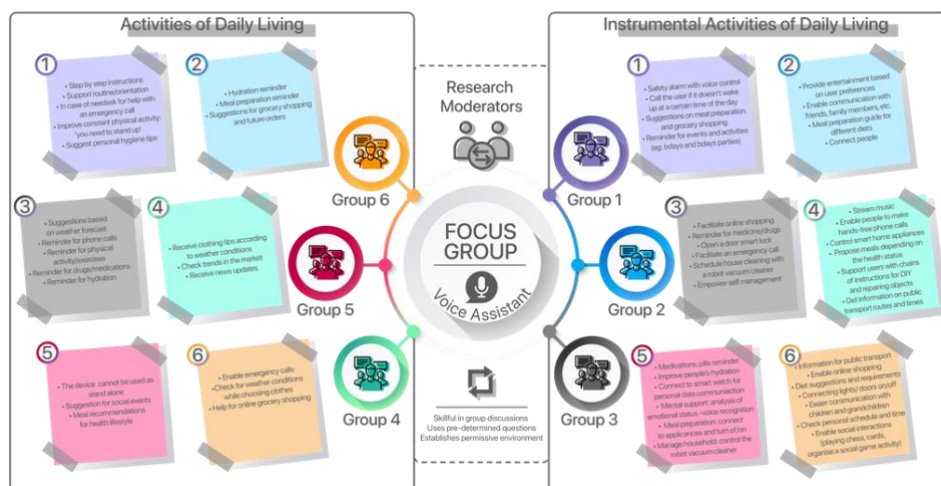 Activities of Daily Living
1
• Step by step instructions
• Support routine/orientation
• In case of needesk for help with
an emergency call
• Improve constant physical activity:
'you need to stand up'
• Suggest personal hygiene tips
2
• Hydration reminder
• Meal preparation reminder
• Suggestions for grocery shopping
and future orders
3
• Suggestions based
on weather forecast
• Reminder for phone calls
• Reminder for physical
activity/exercises
• Reminder for drugs/medications
• Reminder for hydration
4
• Receive clothing tips according
to weather conditions
• Check trends in the market
• Receive news updates
5
• The device cannot be used as
stand alone
• Suggestion for social events
• Meal recommendations
for health lifestyle
6
• Enable emergency calls
• Check for weather conditions
while choosing clothes
• Help for online grocery shopping
Research
Moderators
Group 6
Group 5
Group 4
FOCUS
GROUP
Voice Assistant
Group 1
Group 2
Group 3
Skillful in group discussions
Uses pre-determined questions
Establishes permissive environment
Instrumental Activities of Daily Living
1
• Safety alarm with voice control
• Call the user if it doesn't wake
up at a certain time of the day
• Suggestions on meal preparation
and grocery shopping
• Reminder for events and activities
(eg. bdays and bdays parties)
2
• Provide entertainment based
on user preferences
• Enable communication with
friends, family members, etc.
• Meal preparation guide for
different diets
• Connect people
3
• Facilitate online shopping
• Reminder for medicine/drugs
• Open a door smart lock
• Facilitate an emergency call
• Schedule house cleaning with
a robot vacuum cleaner
• Empower self management
4
• Stream music
• Enable people to make
hands-free phone calls
• Control smart home appliances
• Propose meals depending on
the health status
• Support users with chains
of instructions for DIY
and repairing objects
• Get information on public
transport routes and times
5
• Medications, pills reminder
• Improve people's hydration
• Connect to smart watch for
personal data communication
• Mental support: analysis of
emotional status -voice recognition
• Meal preparation: connect
to applicances and turn of/on
• Manage household: control the
robot vacuum cleaner
6
• Information for public transport
• Enable online shopping
• Diet suggestions and requirements
• Connecting lights/ doors on/off
• Easier communication with
children and grandchildren
• Check personal schedule and time
• Enable social interactions
(playing chess, cards,
organise a social game activity)